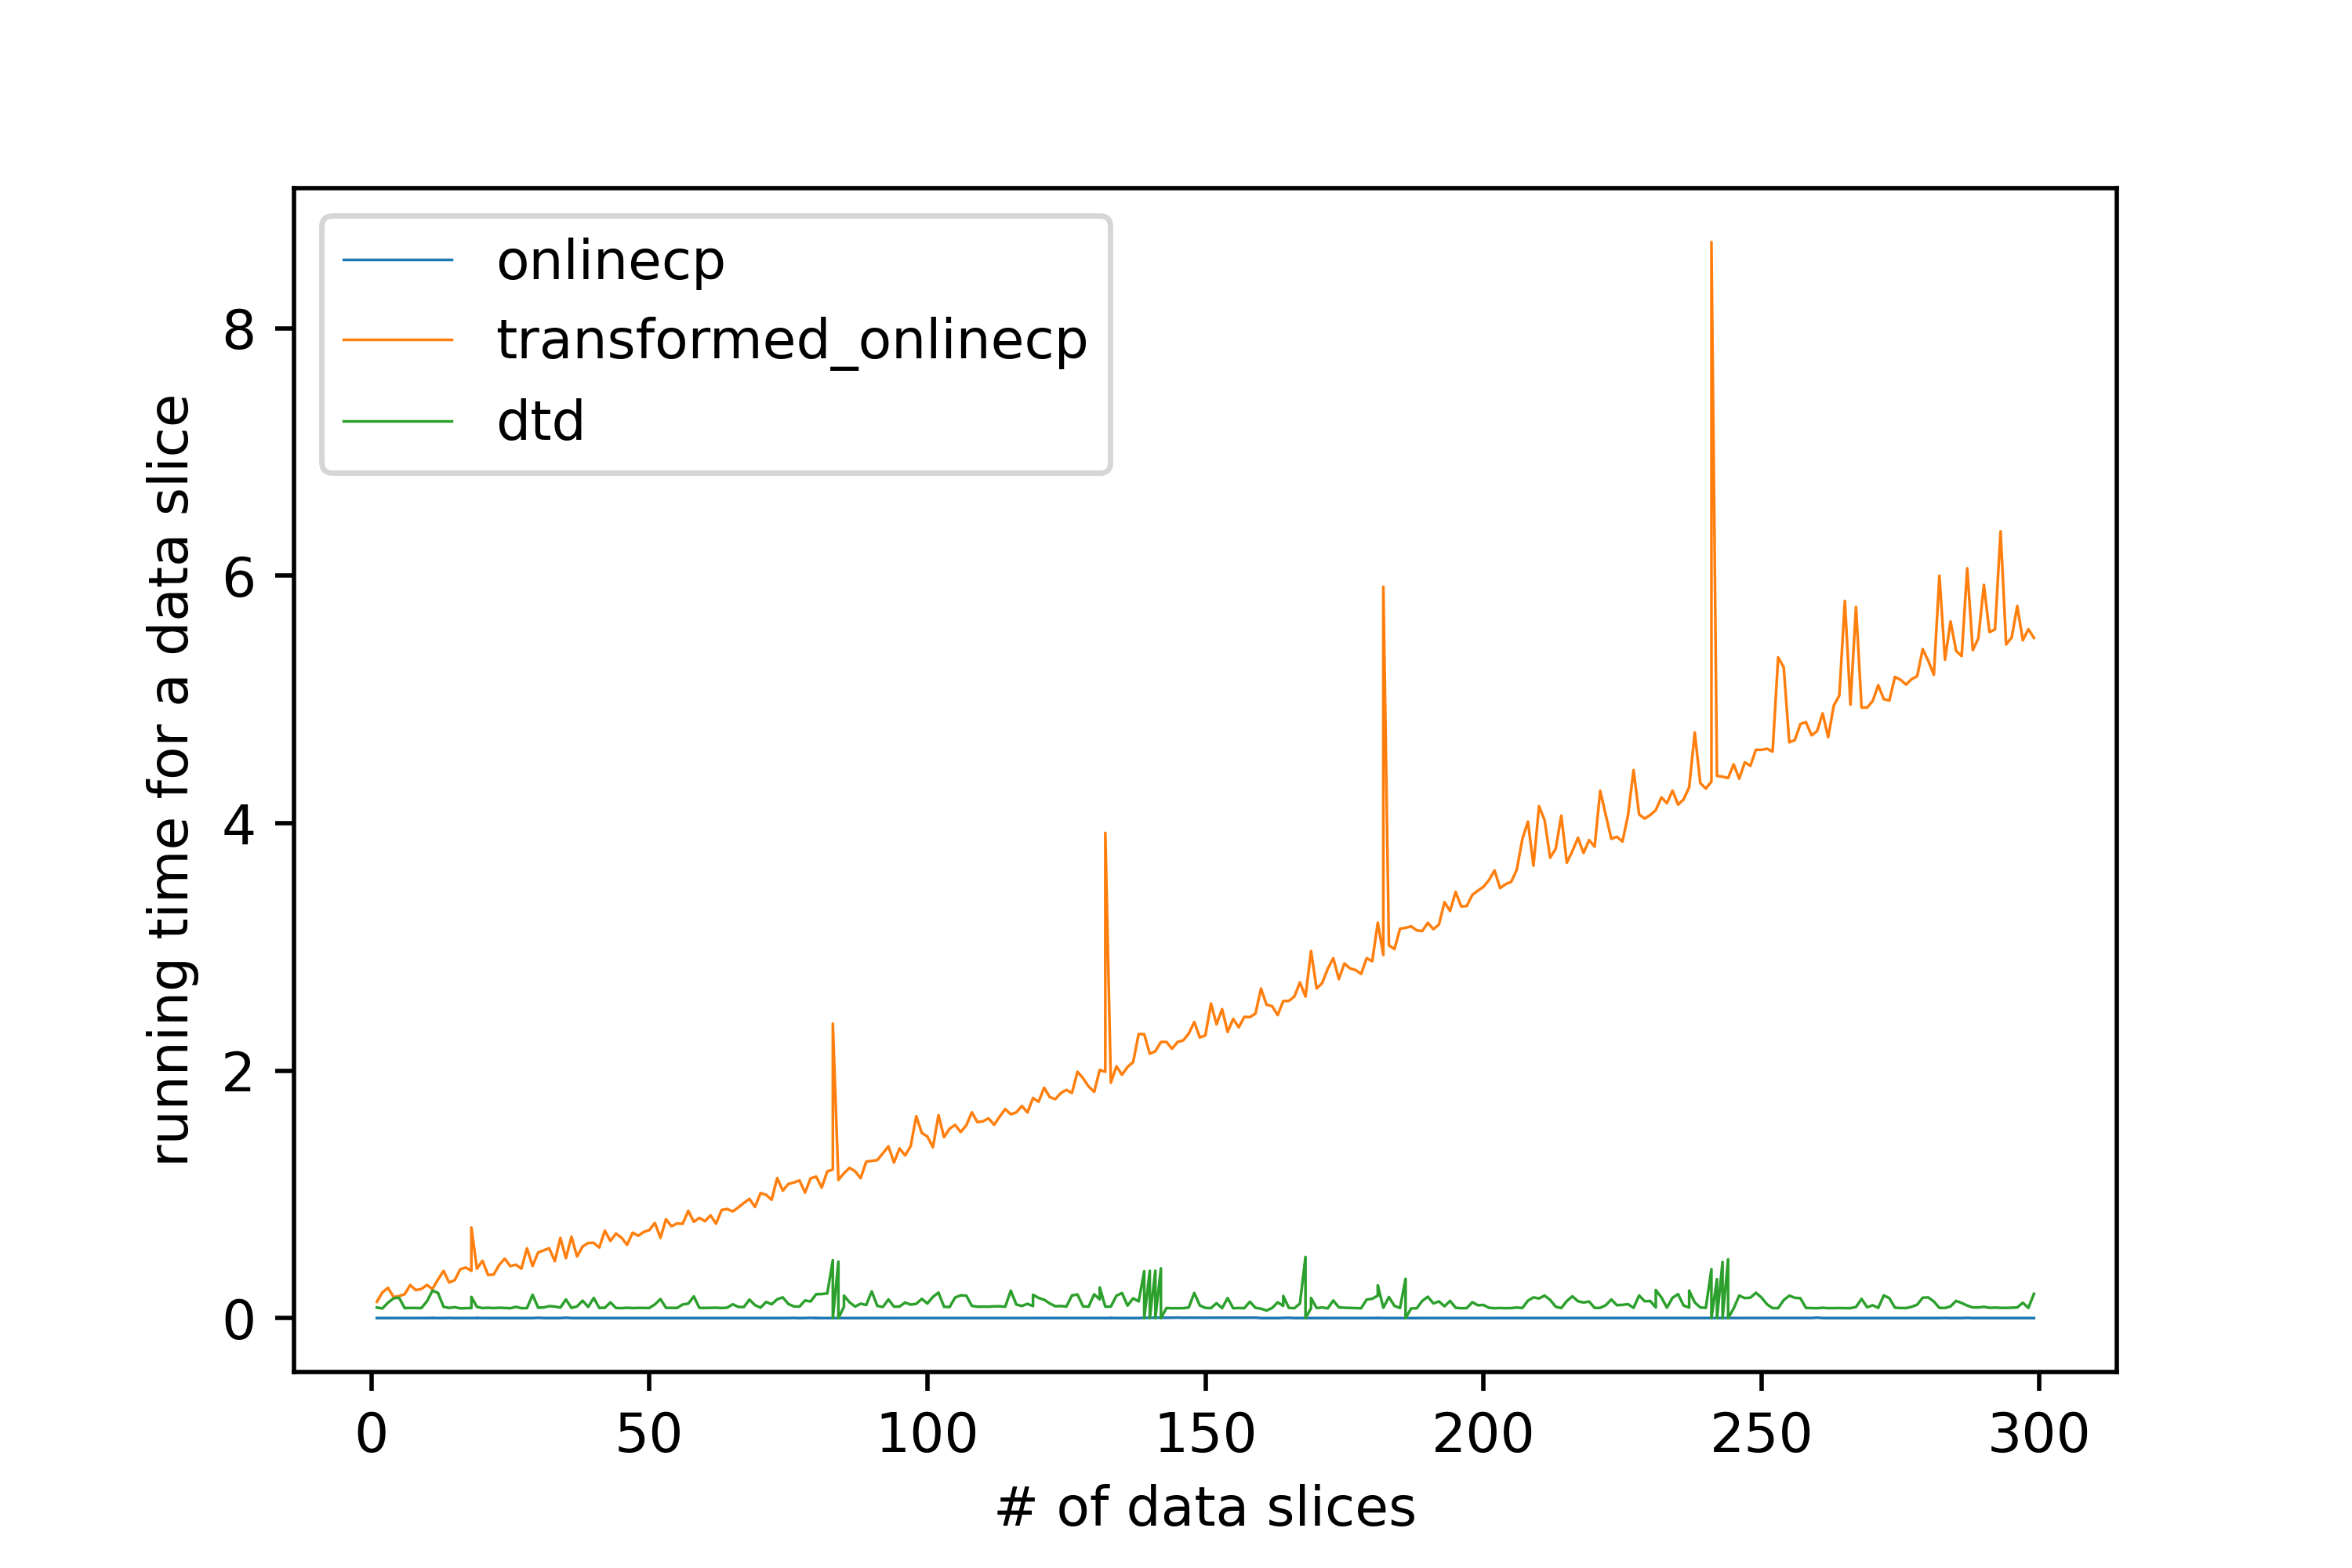 onlinecp
transformed_onlinecp
dtd
running time for a data slice
8
6
4
2
0
0 50 100 150 200 250 300
# of data slices